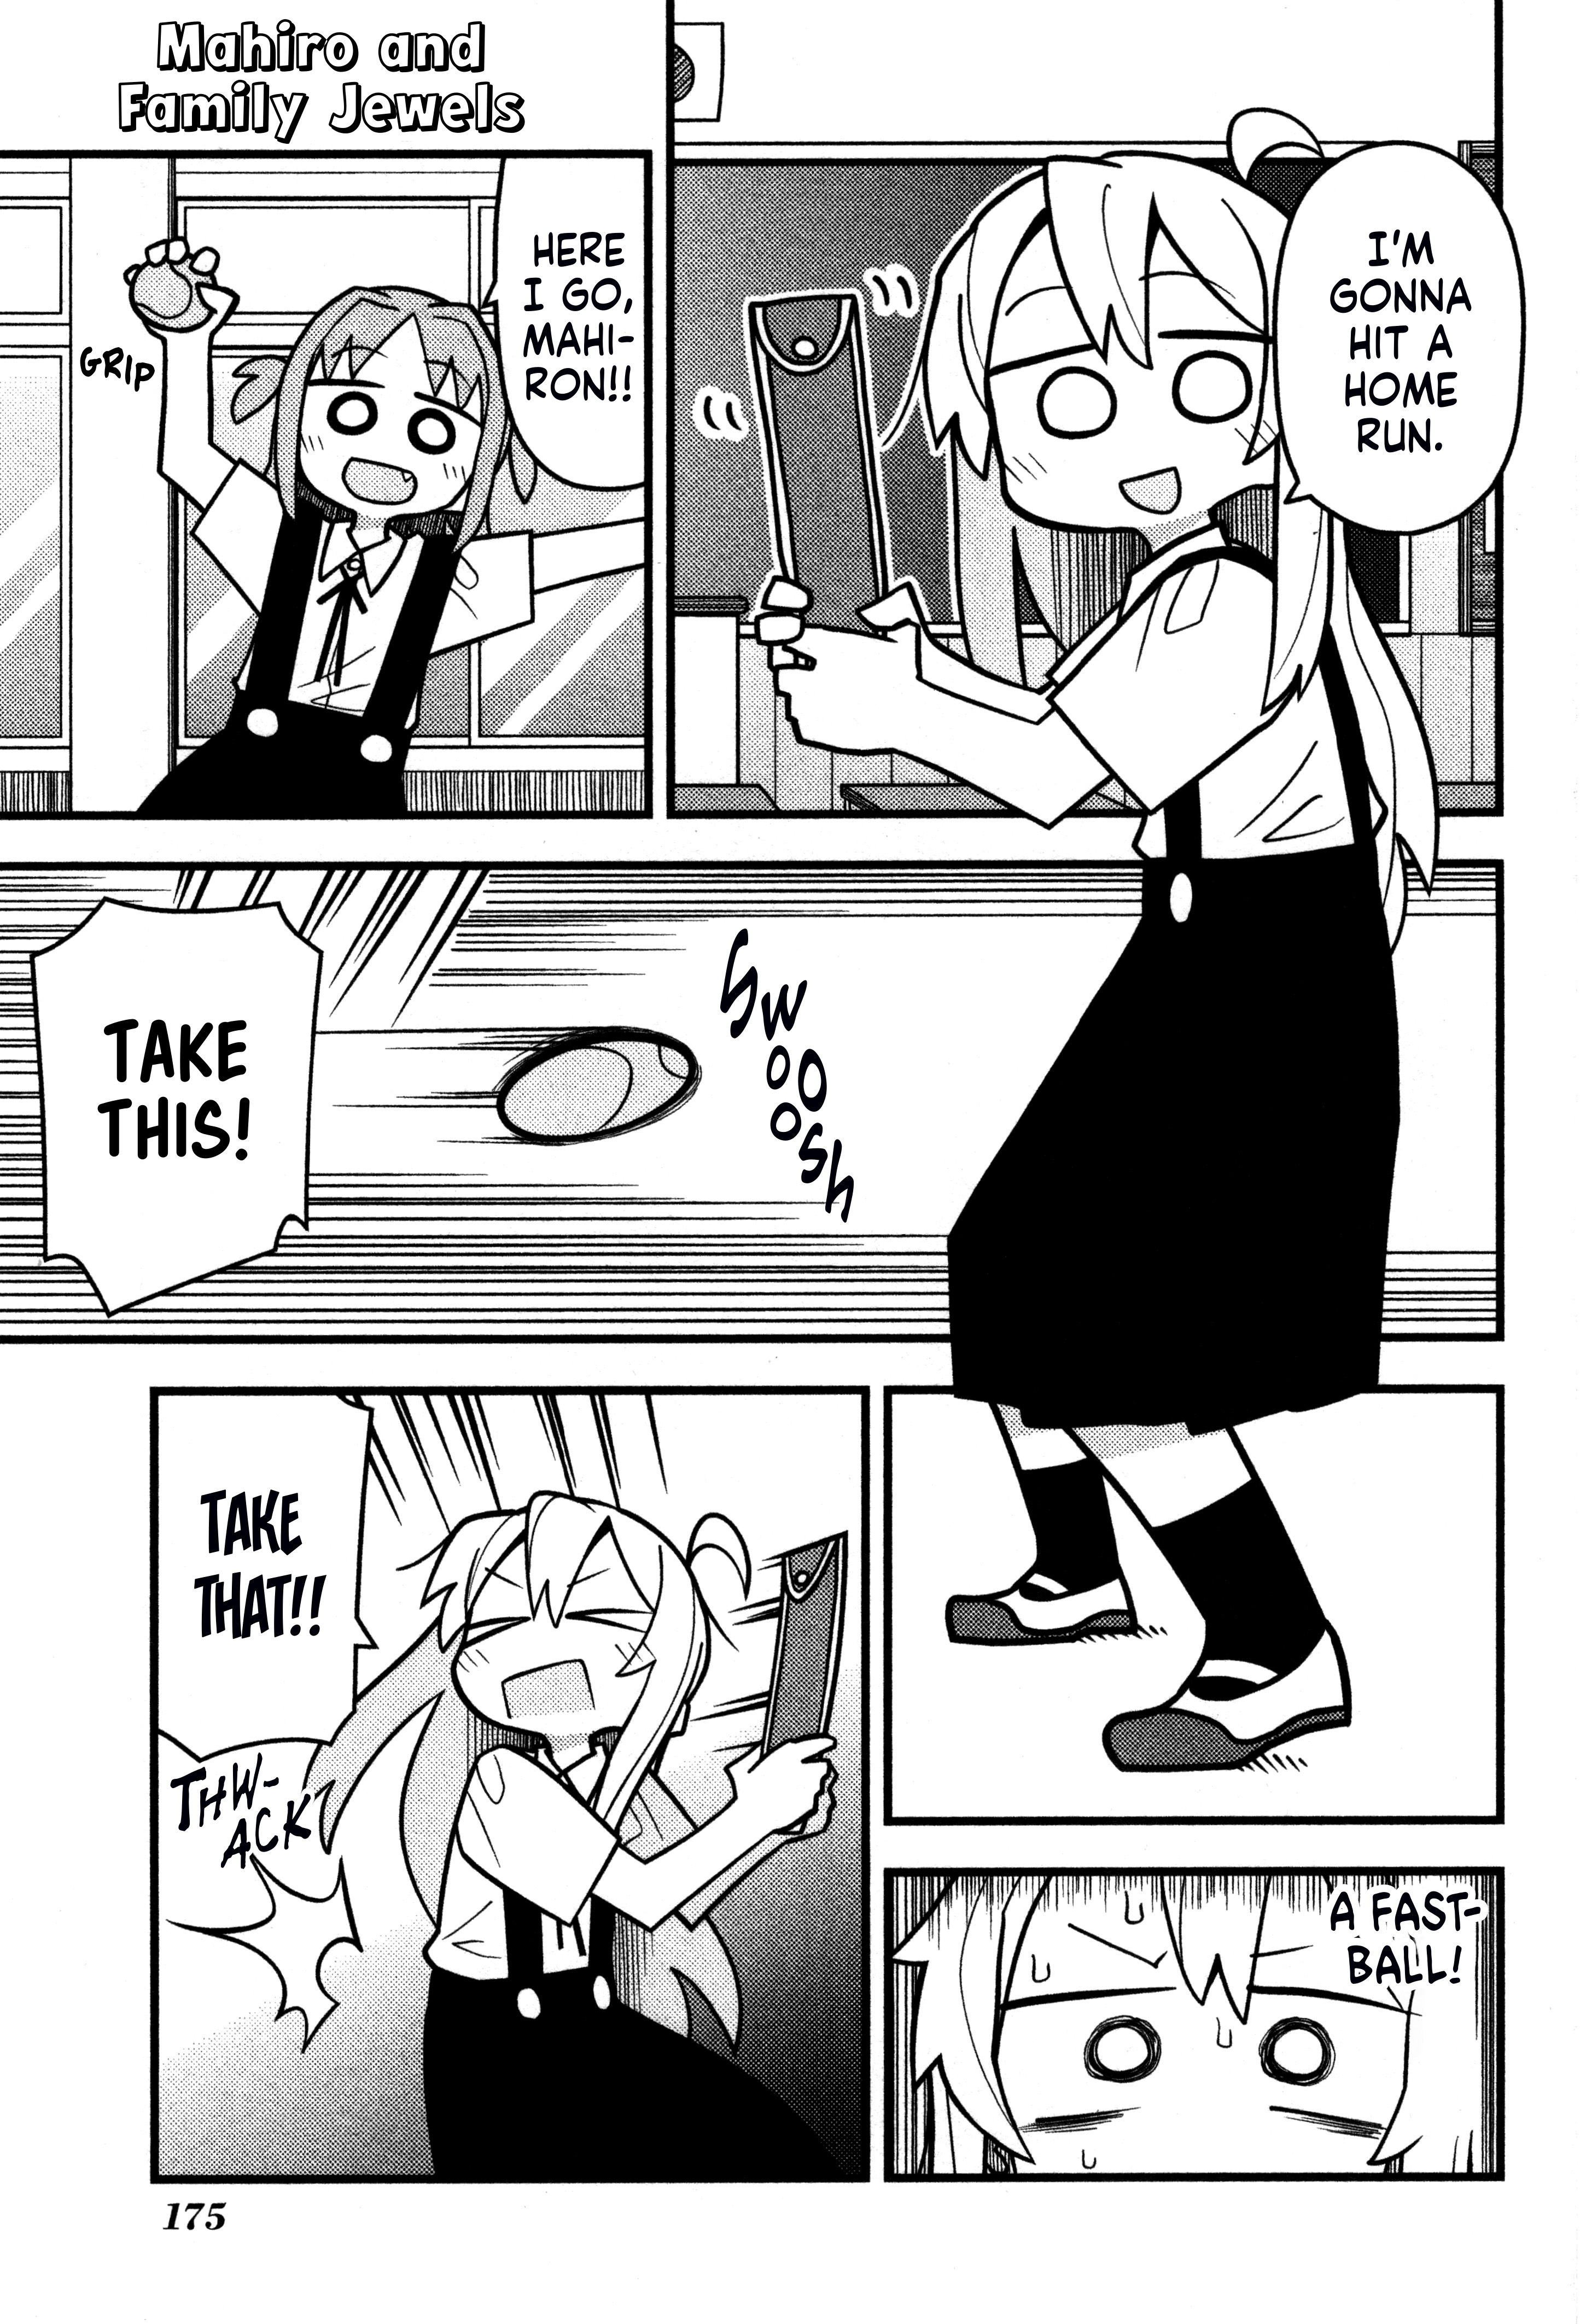 Mahiro and
Family Jewels
I'M
GONNA
HIT A
HOME
RUN.
HERE
I GO,
MAHI-
RON!!
GRIP
SWOOOOSH
TAKE
THIS!
A FAST-
BALL!
TAKE
THAT!!
THW-
ACK
175